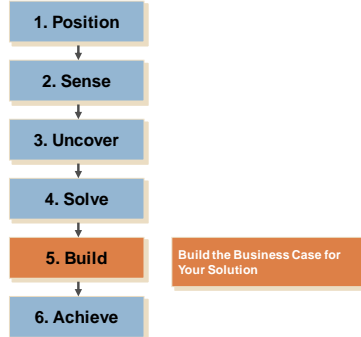 1. Position
2. Sense
3. Uncover
4. Solve
5. Build
Build the Business Case for
Your Solution
6. Achieve